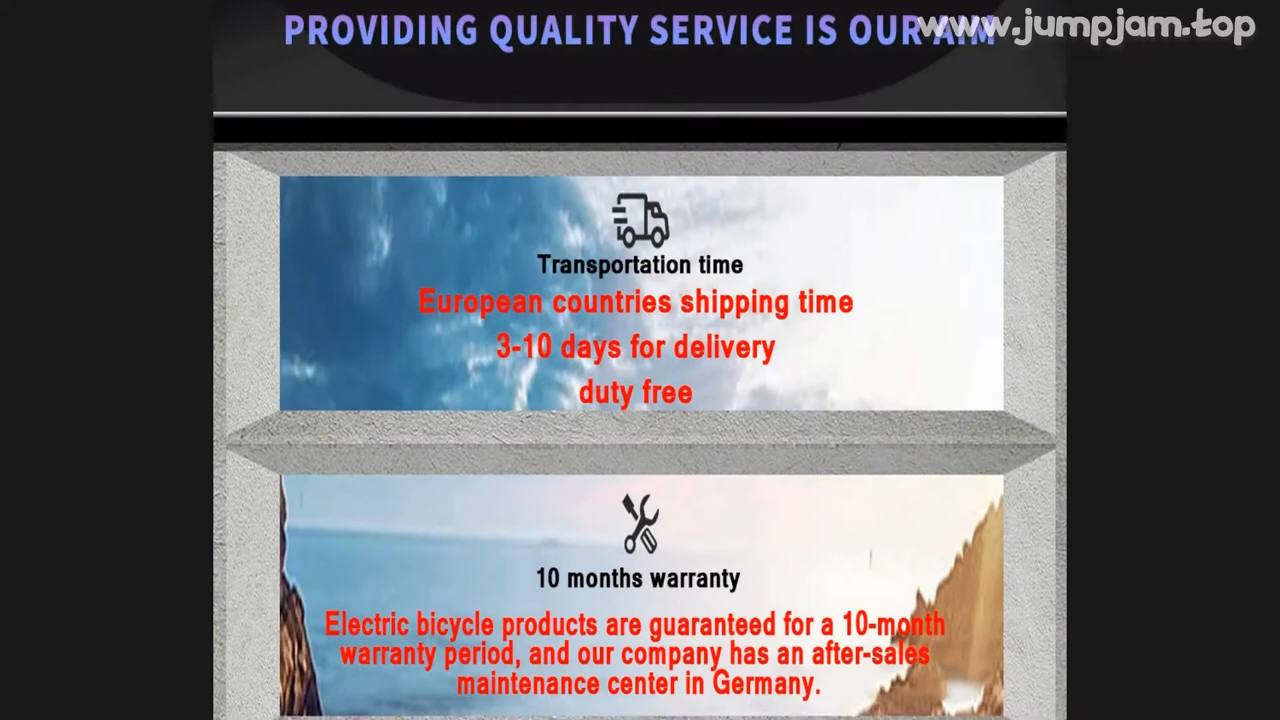 PROVIDING QUALITY SERVICE IS OUR AIM
www.jumpjam.top
Transportation time
European countries shipping time
3-10 days for delivery
duty free
10 months warranty
Electric bicycle products are guaranteed for a 10-month
warranty period, and our company has an after-sales
maintenance center in Germany.